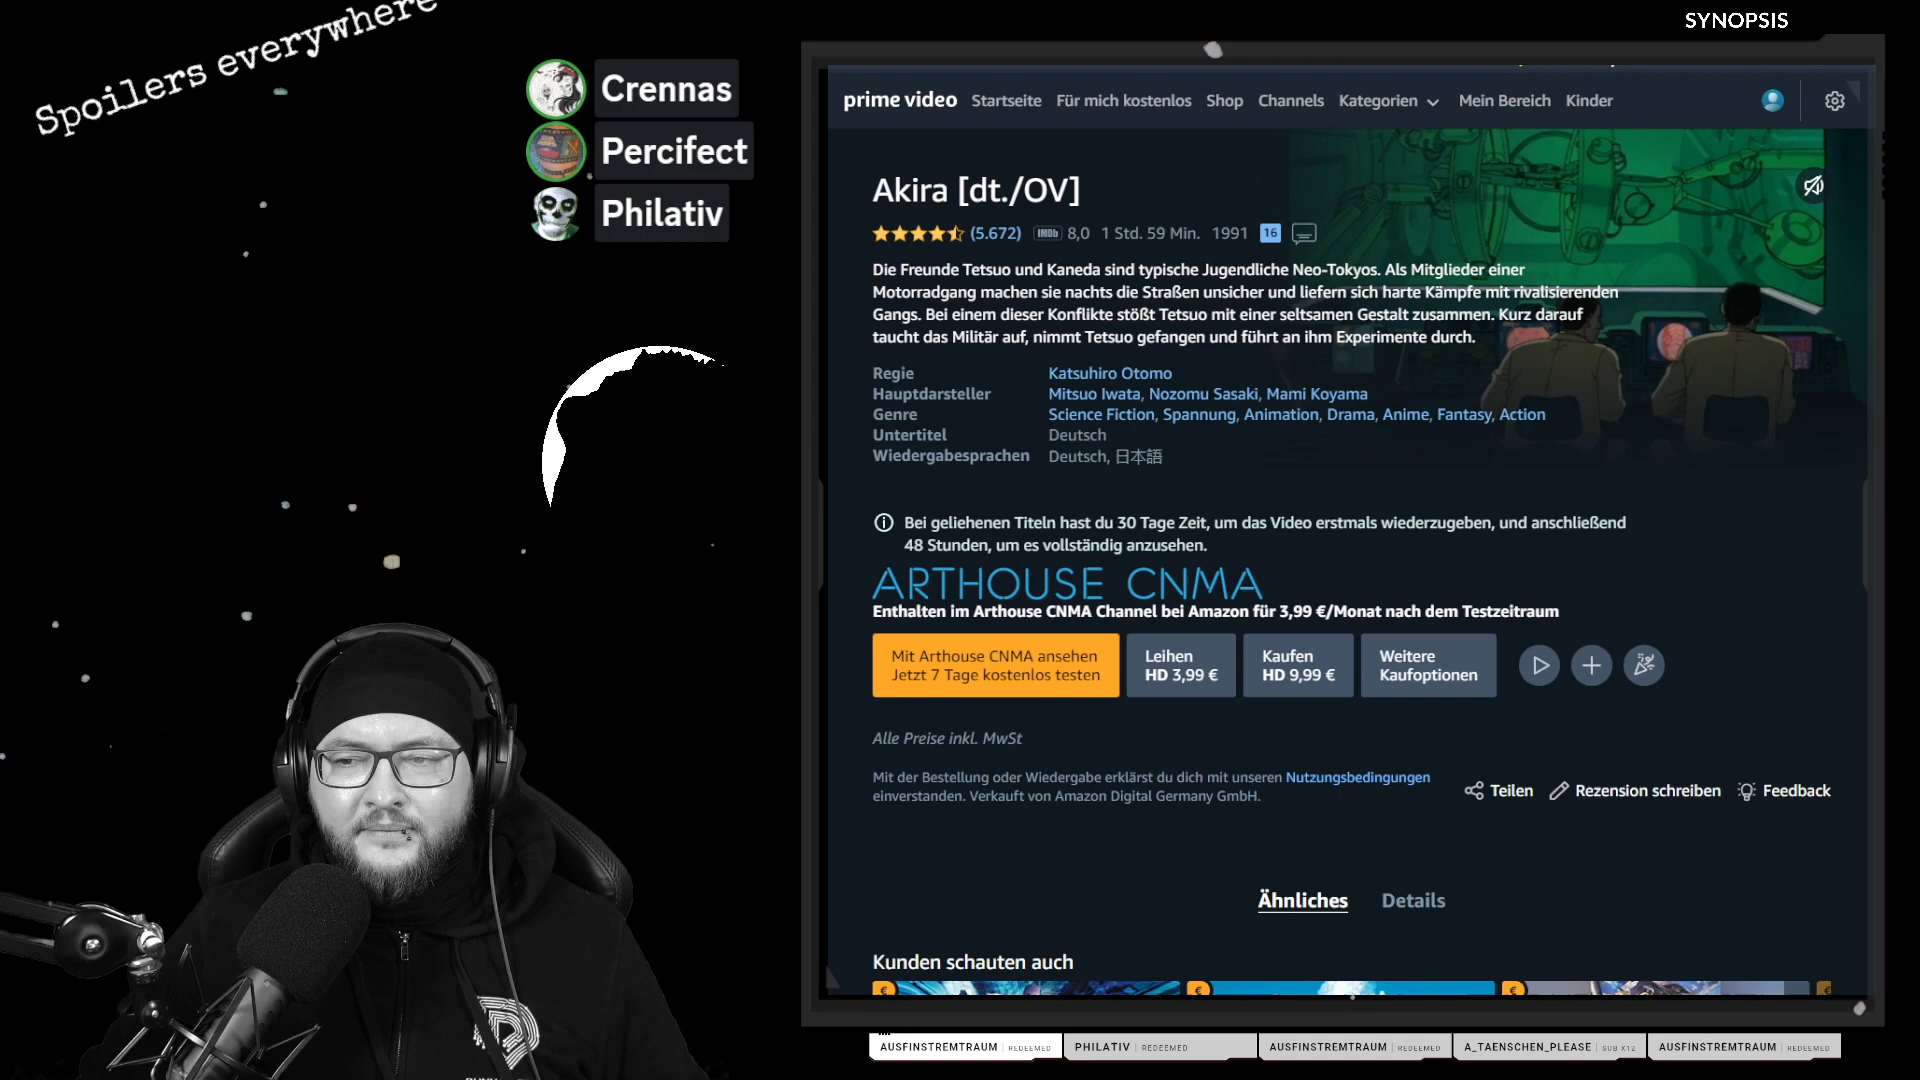 Spoilers everywhere
Crennas
Percifect
Philativ
SYNOPSIS
prime video Startseite Für mich kostenlos Shop Channels Kategorien Mein Bereich Kinder
Akira [dt./OV]
(5.672) IMDb 8,0 1 Std. 59 Min. 1991 16
Die Freunde Tetsuo und Kaneda sind typische Jugendliche Neo-Tokyos. Als Mitglieder einer
Motorradgang machen sie nachts die Straßen unsicher und liefern sich harte Kämpfe mit rivalisierenden
Gangs. Bei einem dieser Konflikte stößt Tetsuo mit einer seltsamen Gestalt zusammen. Kurz darauf
taucht das Militär auf, nimmt Tetsuo gefangen und führt an ihm Experimente durch.
Regie Katsuhiro Otomo
Hauptdarsteller Mitsuo Iwata, Nozomu Sasaki, Mami Koyama
Genre Science Fiction, Spannung, Animation, Drama, Anime, Fantasy, Action
Untertitel Deutsch
Wiedergabesprachen Deutsch, 日本語
Bei geliehenen Titeln hast du 30 Tage Zeit, um das Video erstmals wiederzugeben, und anschließend
48 Stunden, um es vollständig anzusehen.
ARTHOUSE CNMA
Enthalten im Arthouse CNMA Channel bei Amazon für 3,99 €/Monat nach dem Testzeitraum
Mit Arthouse CNMA ansehen
Jetzt 7 Tage kostenlos testen
Leihen
HD 3,99 €
Kaufen
HD 9,99 €
Weitere
Kaufoptionen
Alle Preise inkl. MwSt
Mit der Bestellung oder Wiedergabe erklärst du dich mit unseren Nutzungsbedingungen
einverstanden. Verkauft von Amazon Digital Germany GmbH.
Teilen Rezension schreiben Feedback
Ähnliches Details
Kunden schauten auch
€ € € €
AUSFINSTREMTRAUM REDEEMED PHILATIV REDEEMED AUSFINSTREMTRAUM REDEEMED A_TAENSCHEN_PLEASE SUB X12 AUSFINSTREMTRAUM REDEEMED